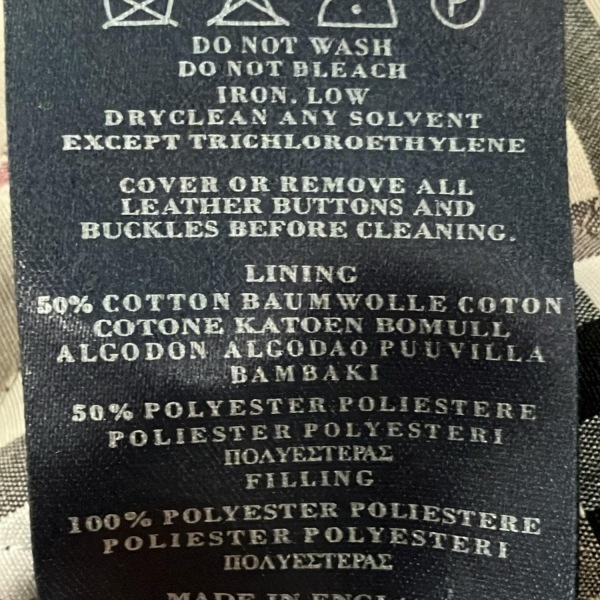 P
DO NOT WASH
DO NOT BLEACH
IRON. LOW
DRYCLEAN ANY SOLVENT
EXCEPT TRICHLOROETHYLENE
COVER OR REMOVE ALL
LEATHER BUTTONS AND
BUCKLES BEFORE CLEANING.
LINING
50% COTTON BAUMWOLLE COTON
COTONE KATOEN BOMULL
ALGODON ALGODAO PUUVILLA
BAMBAKI
50% POLYESTER POLIESTERE
POLIESTER POLYESTERI
ΠΟΛΥΕΣΤΕΡΑΣ
FILLING
100% POLYESTER POLIESTERE
POLIESTER POLYESTERI
ΠΟΛΥΕΣΤΕΡΑΣ
MADE IN